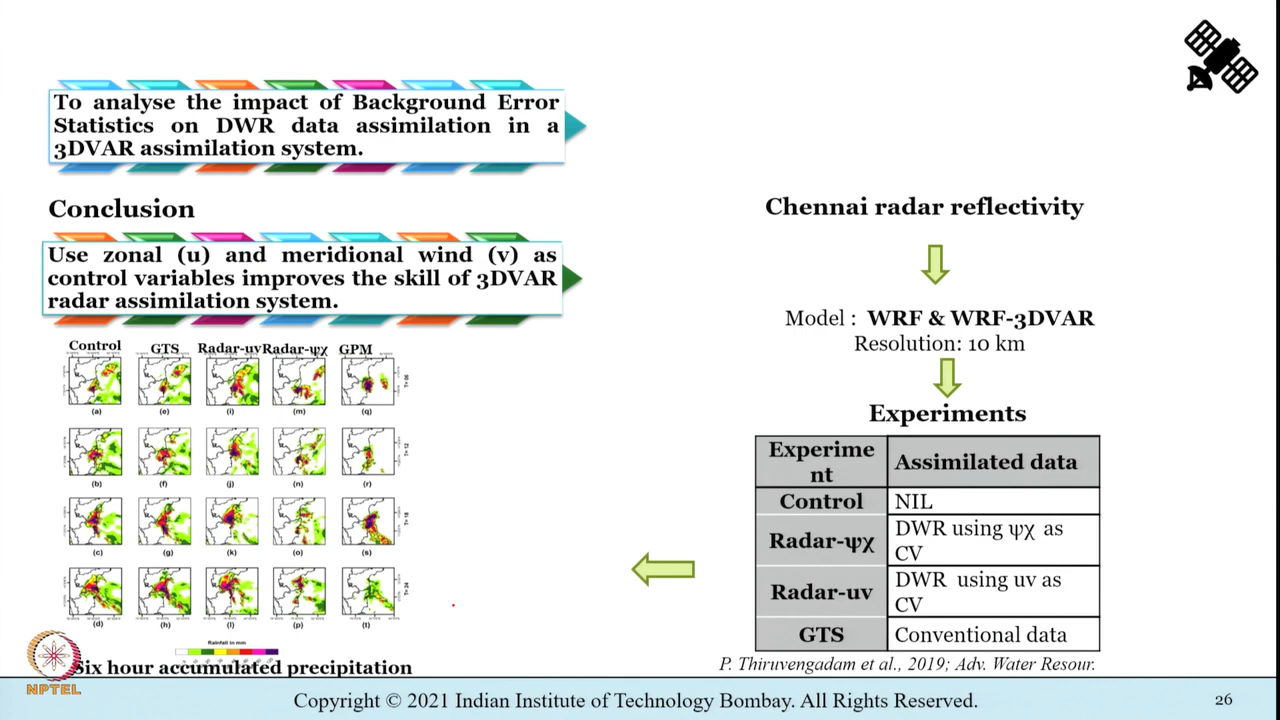 To analyse the impact of Background Error
Statistics on DWR data assimilation in a
3DVAR assimilation system.
Conclusion
Use zonal (u) and meridional wind (v) as
control variables improves the skill of 3DVAR
radar assimilation system.
Control GTS Radar-uv Radar-ψχ GPM
(a) (e) (i) (m) (q)
(b) (f) (j) (n) (r)
(c) (g) (k) (o) (s)
(d) (h) (l) (p) (t)
Rainfall in mm
Six hour accumulated precipitation
Chennai radar reflectivity
Model : WRF & WRF-3DVAR
Resolution: 10 km
Experiments
Experime
nt
Assimilated data
Control NIL
Radar-ψχ DWR using ψχ as
CV
Radar-uv DWR using uv as
CV
GTS Conventional data
P. Thiruvengadam et al., 2019; Adv. Water Resour.
NPTEL
Copyright © 2021 Indian Institute of Technology Bombay. All Rights Reserved.
26